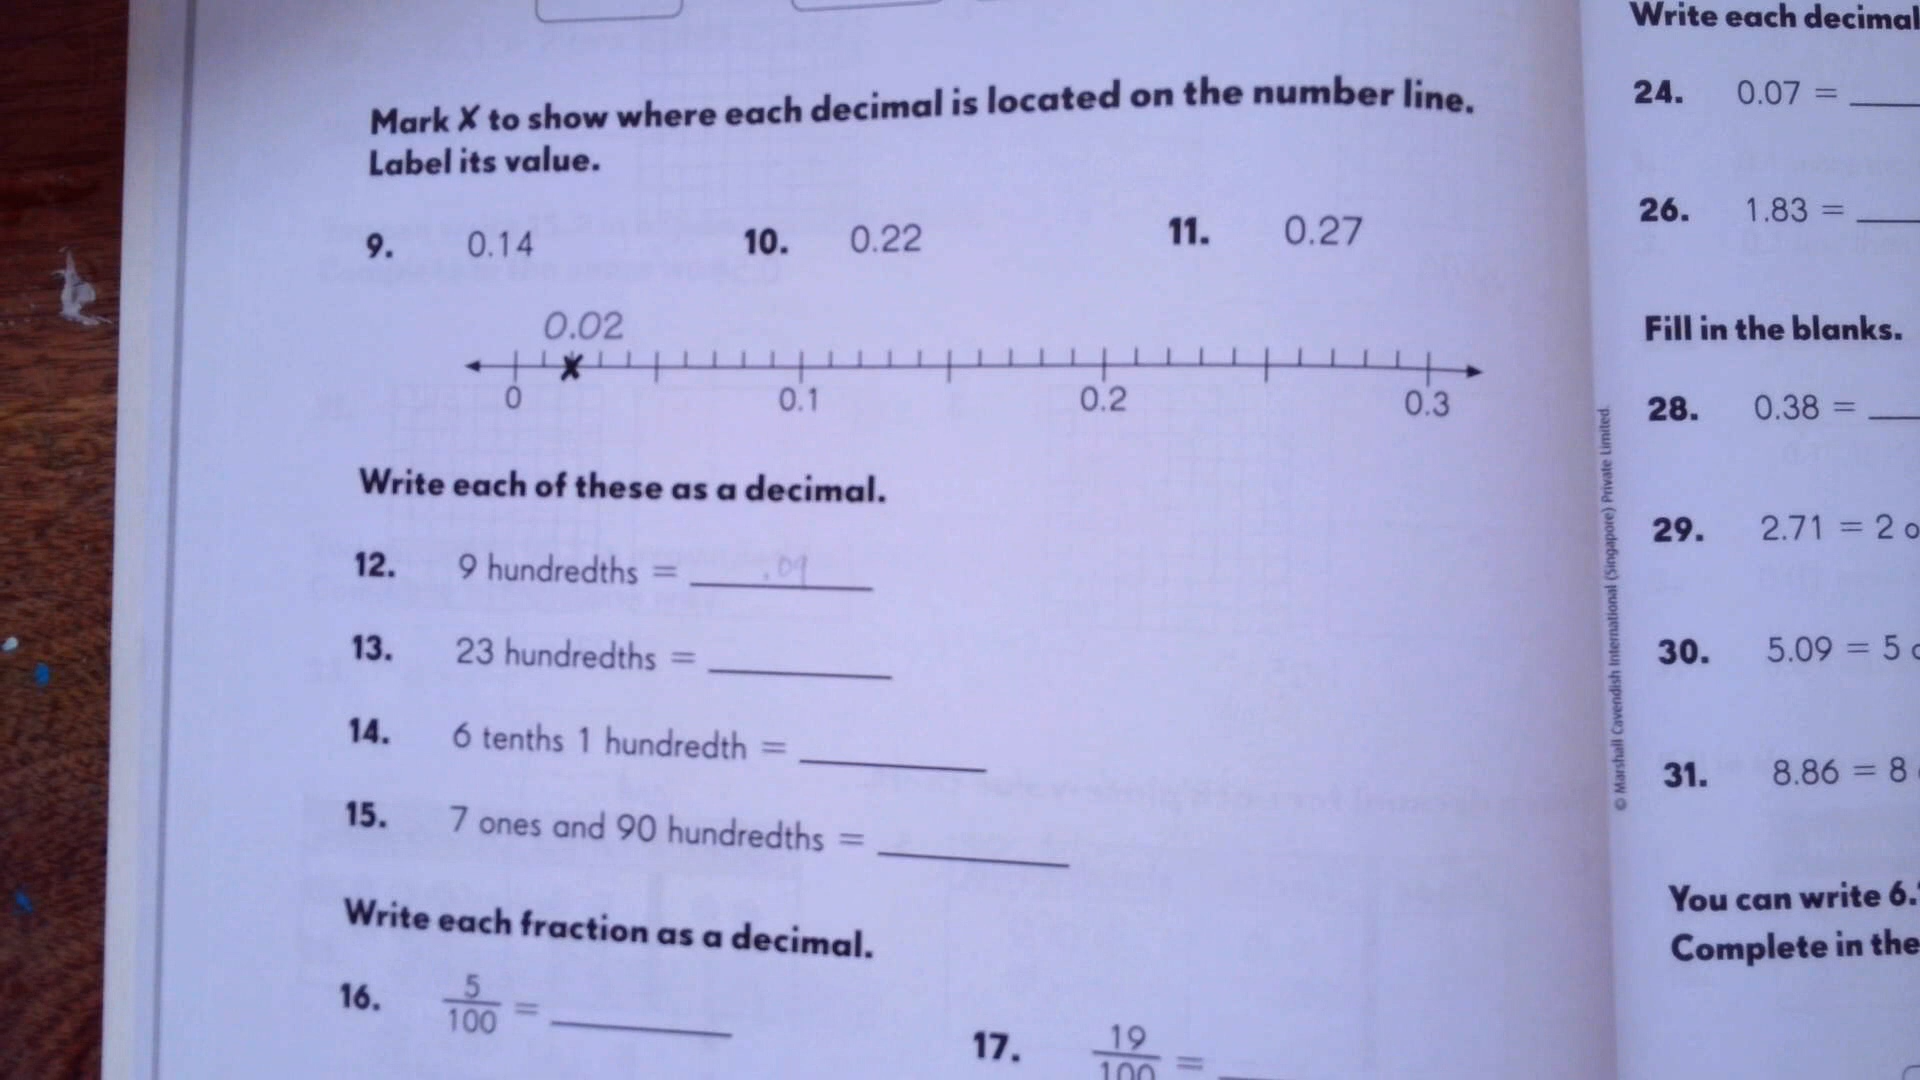 Mark X to show where each decimal is located on the number line.
Label its value.
9. 0.14 10. 0.22 11. 0.27
0.02
0 0.1 0.2 0.3
Write each of these as a decimal.
12. 9 hundredths = .09
13. 23 hundredths =
14. 6 tenths 1 hundredth =
15. 7 ones and 90 hundredths =
Write each fraction as a decimal.
16. 5/100 =
17. 19/100 =
© Marshall Cavendish International (Singapore) Private Limited.
Write each decimal
24. 0.07 =
26. 1.83 =
Fill in the blanks.
28. 0.38 =
29. 2.71 = 2 o
30. 5.09 = 5
31. 8.86 = 8
You can write 6.
Complete in the